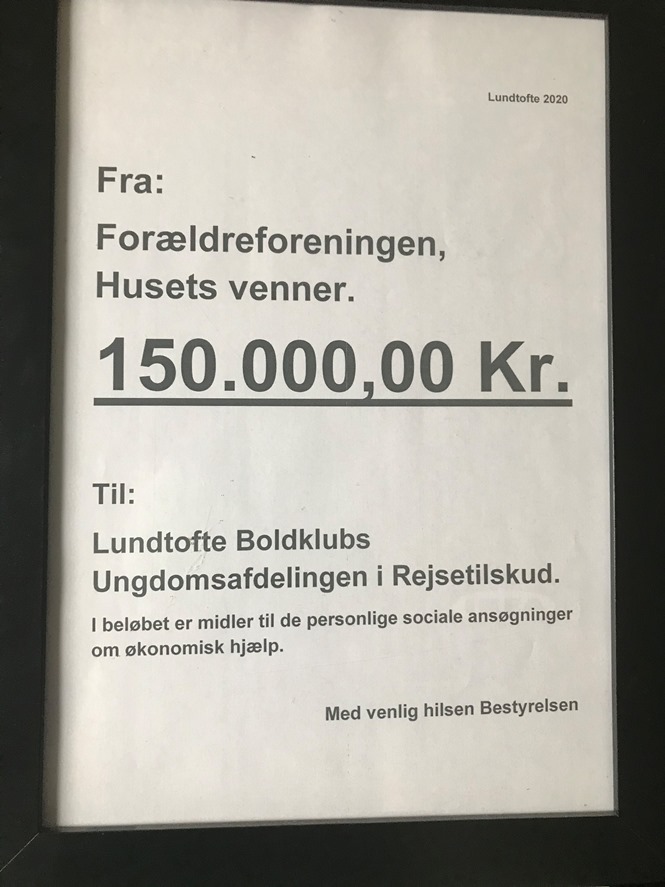 Lundtofte 2020
Fra:
Forældreforeningen,
Husets venner.
150.000,00 Kr.
Til:
Lundtofte Boldklubs
Ungdomsafdelingen i Rejsetilskud.
I beløbet er midler til de personlige sociale ansøgninger
om økonomisk hjælp.
Med venlig hilsen Bestyrelsen